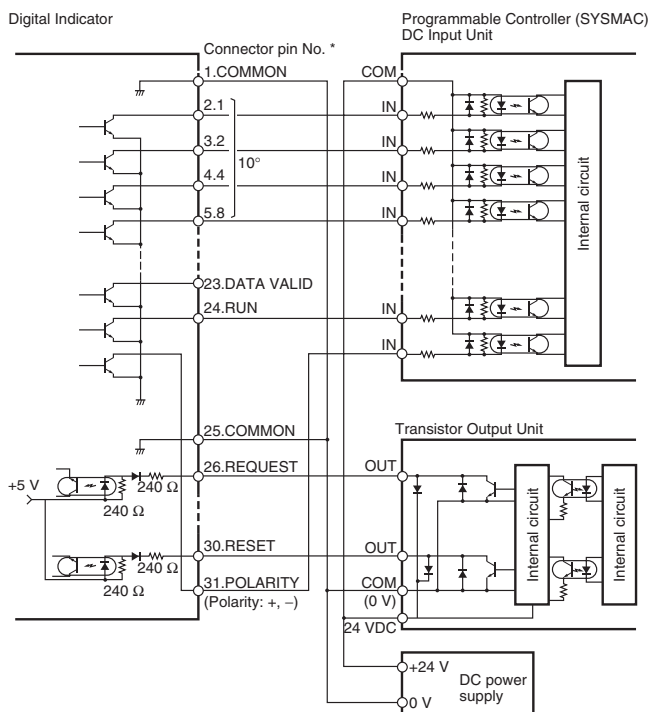 Digital Indicator
Programmable Controller (SYSMAC)
DC Input Unit
Connector pin No. *
1.COMMON
COM
2.1
IN
3.2
IN
10°
4.4
IN
5.8
IN
Internal circuit
23.DATA VALID
24.RUN
IN
IN
25.COMMON
Transistor Output Unit
26.REQUEST
OUT
+5 V
240 Ω
240 Ω
Internal circuit
Internal circuit
30.RESET
OUT
240 Ω
240 Ω
31.POLARITY
(Polarity: +, –)
COM
(0 V)
24 VDC
+24 V
DC power
supply
0 V